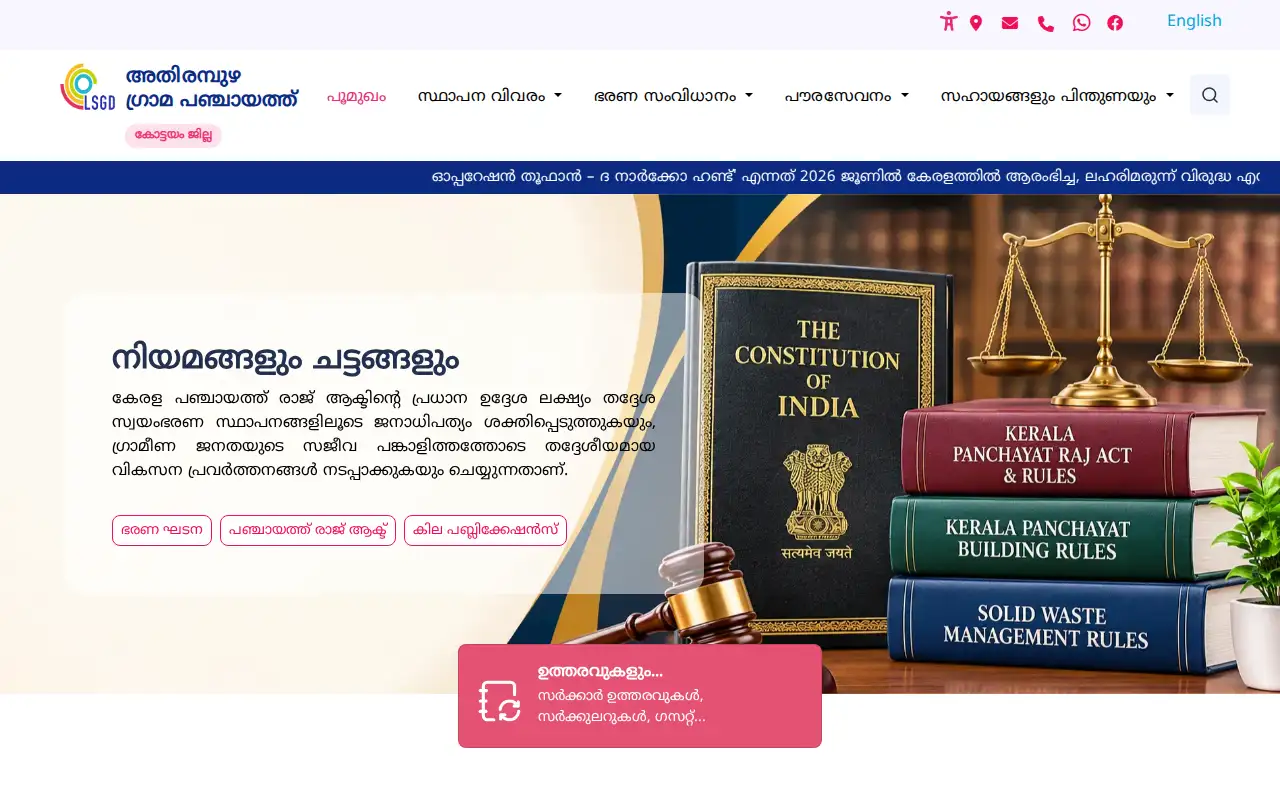 English
LSGD
അതിരമ്പുഴ
ഗ്രാമ പഞ്ചായത്ത്
കോട്ടയം ജില്ല
പൂമുഖം
സ്ഥാപന വിവരം
ഭരണ സംവിധാനം
പൗരസേവനം
സഹായങ്ങളും പിന്തുണയും
ഓപ്പറേഷൻ തൂഫാൻ – ദ നാർക്കോ ഹണ്ട്' എന്നത് 2026 ജൂണിൽ കേരളത്തിൽ ആരംഭിച്ച, ലഹരിമരുന്ന് വിരുദ്ധ
നിയമങ്ങളും ചട്ടങ്ങളും
കേരള പഞ്ചായത്ത് രാജ് ആക്ടിന്റെ പ്രധാന ഉദ്ദേശ ലക്ഷ്യം തദ്ദേശ
സ്വയംഭരണ സ്ഥാപനങ്ങളിലൂടെ ജനാധിപത്യം ശക്തിപ്പെടുത്തുകയും,
ഗ്രാമീണ ജനതയുടെ സജീവ പങ്കാളിത്തത്തോടെ തദ്ദേശീയമായ
വികസന പ്രവർത്തനങ്ങൾ നടപ്പാക്കുകയും ചെയ്യുന്നതാണ്.
ഭരണ ഘടന
പഞ്ചായത്ത് രാജ് ആക്ട്
കില പബ്ലിക്കേഷൻസ്
THE
CONSTITUTION
OF
INDIA
सत्यमेव जयते
KERALA
PANCHAYAT RAJ ACT
& RULES
KERALA PANCHAYAT
BUILDING RULES
SOLID WASTE
MANAGEMENT RULES
ഉത്തരവുകളും...
സർക്കാർ ഉത്തരവുകൾ,
സർക്കുലറുകൾ, ഗസറ്റ്...